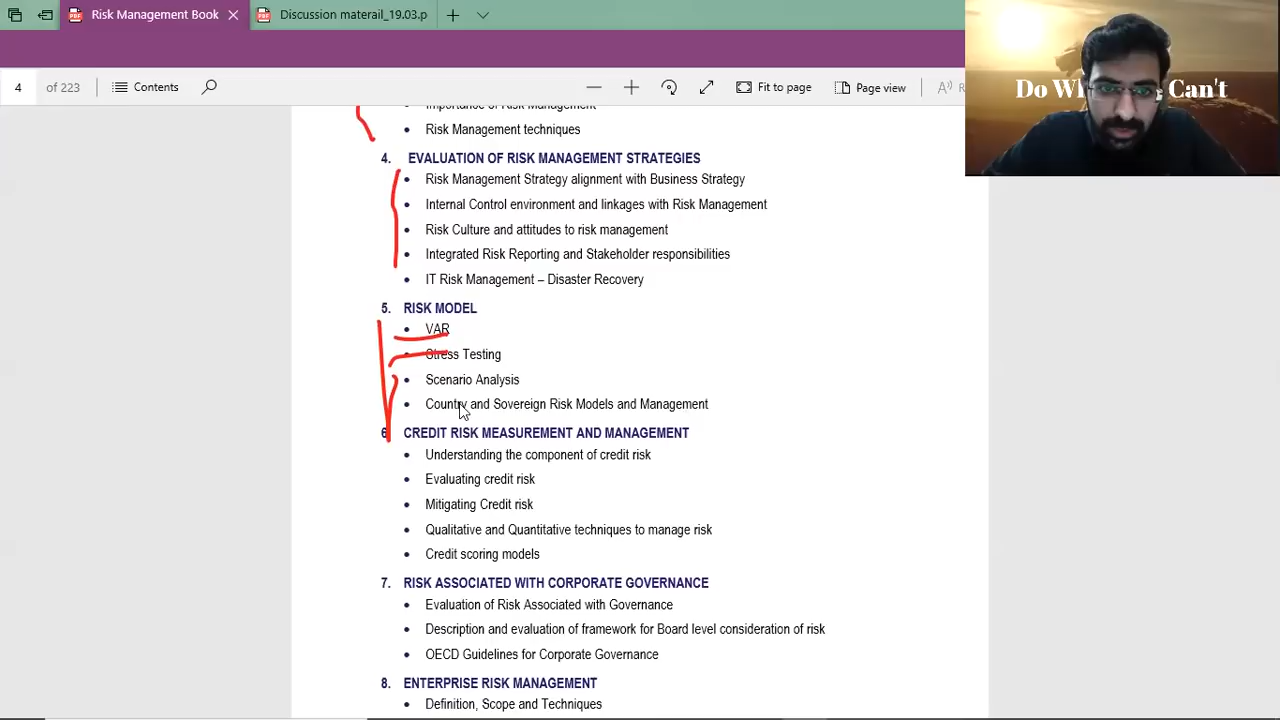 Risk Management Book
Discussion materail_19.03.p
4 of 223
Contents
Fit to page
Page view
Do W Can't
Importance of Risk Management
• Risk Management techniques
4. EVALUATION OF RISK MANAGEMENT STRATEGIES
• Risk Management Strategy alignment with Business Strategy
• Internal Control environment and linkages with Risk Management
• Risk Culture and attitudes to risk management
• Integrated Risk Reporting and Stakeholder responsibilities
• IT Risk Management – Disaster Recovery
5. RISK MODEL
• VAR
• Stress Testing
• Scenario Analysis
• Country and Sovereign Risk Models and Management
6 CREDIT RISK MEASUREMENT AND MANAGEMENT
• Understanding the component of credit risk
• Evaluating credit risk
• Mitigating Credit risk
• Qualitative and Quantitative techniques to manage risk
• Credit scoring models
7. RISK ASSOCIATED WITH CORPORATE GOVERNANCE
• Evaluation of Risk Associated with Governance
• Description and evaluation of framework for Board level consideration of risk
• OECD Guidelines for Corporate Governance
8. ENTERPRISE RISK MANAGEMENT
• Definition, Scope and Techniques